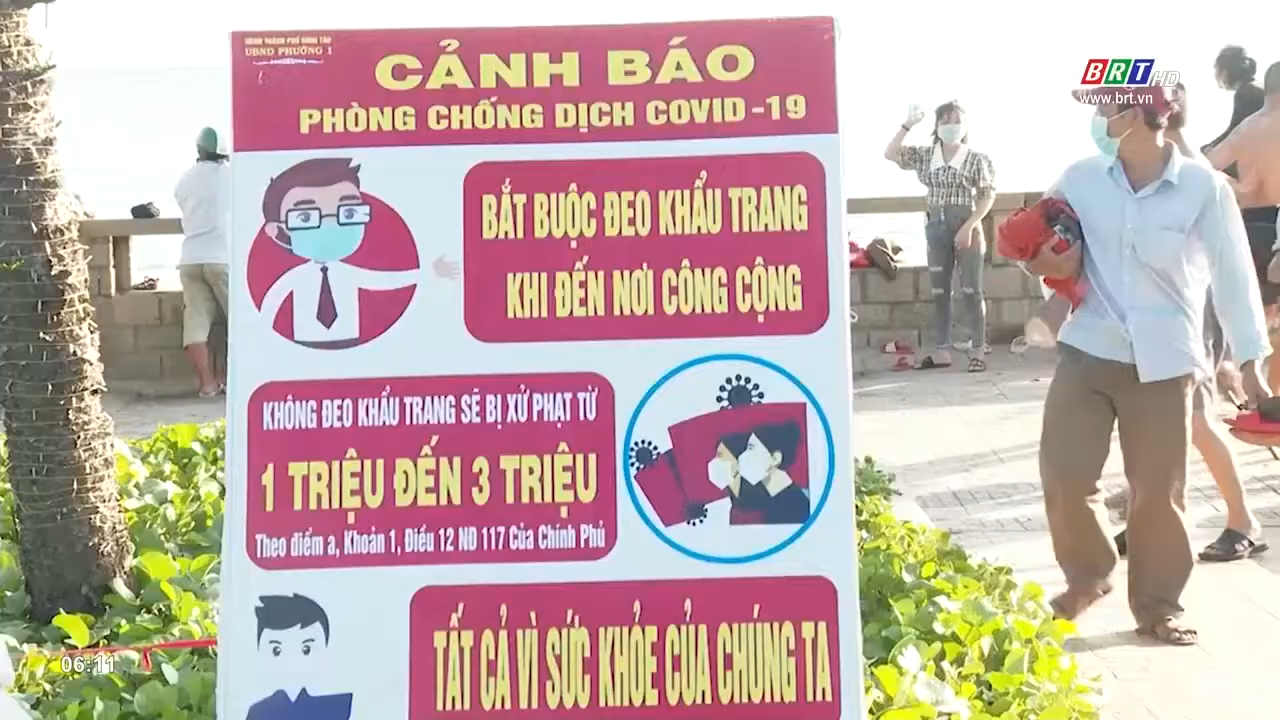 UBND PHƯỜNG 1
CẢNH BÁO
PHÒNG CHỐNG DỊCH COVID -19
BẮT BUỘC ĐEO KHẨU TRANG
KHI ĐẾN NƠI CÔNG CỘNG
KHÔNG ĐEO KHẨU TRANG SẼ BỊ XỬ PHẠT TỪ
1 TRIỆU ĐẾN 3 TRIỆU
Theo điểm a, Khoản 1, Điều 12 NĐ 117 Của Chính Phủ
TẤT CẢ VÌ SỨC KHỎE CỦA CHÚNG TA
BRT HD
www.brt.vn
06:11